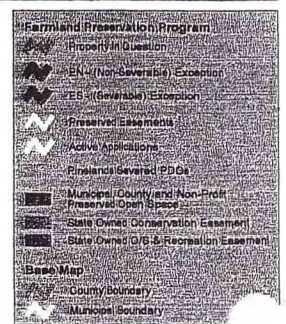 Farmland Preservation Program
Property In Question
EN - (Non-Severable) Exception
ES - (Severable) Exception
Preserved Easements
Active Applications
Pinelands Severed PDCs
Municipal, County and Non-Profit
Preserved Open Space
State Owned Conservation Easement
State Owned O/S & Recreation Easement
Base Map
County Boundary
Municipal Boundary